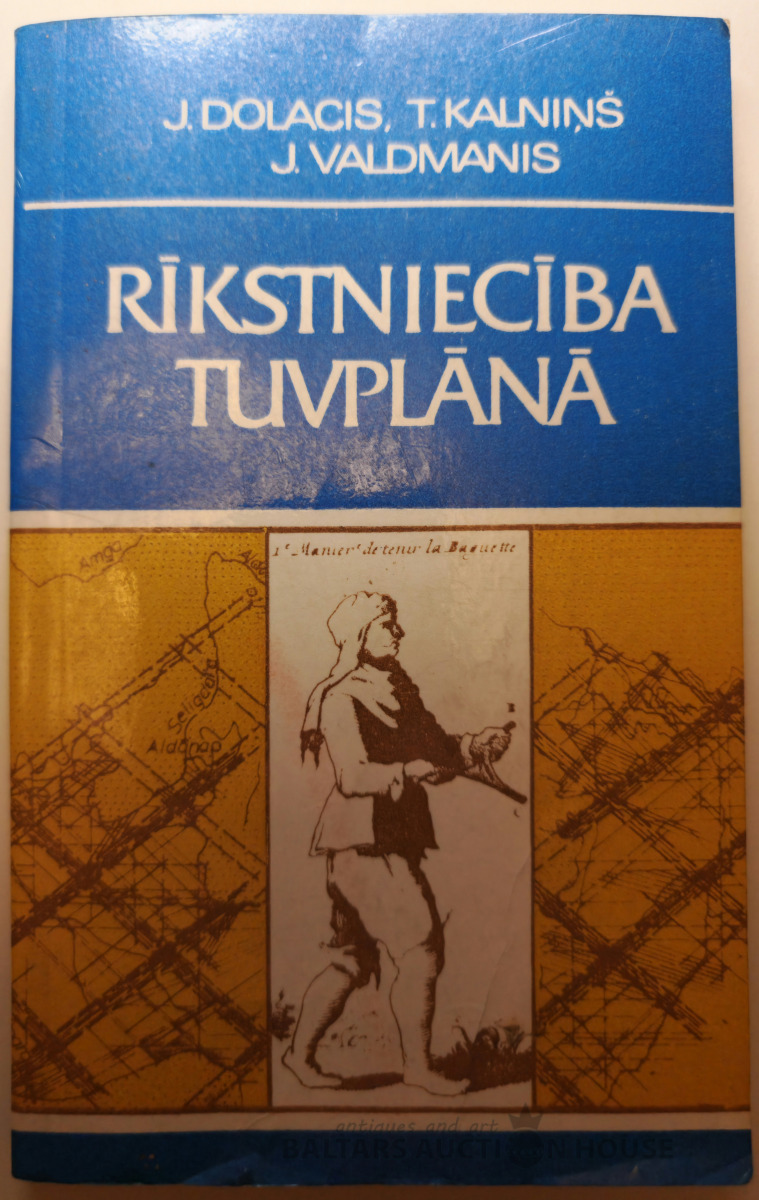 J. DOLACIS, T. KALNIŅŠ
J. VALDMANIS
RĪKSTNIECĪBA
TUVPLĀNĀ
1ᵉ Manierᵉ de tenir la Baguette
Amga
Selig
Aldanap
B
C
antiques and art
BALTARS AUCTION HOUSE